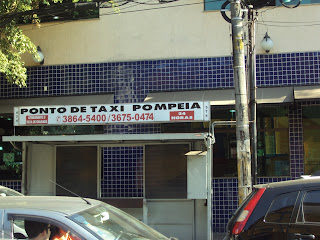 PONTO DE TAXI POMPEIA
3864-5400 / 3675-0474
24
HORAS